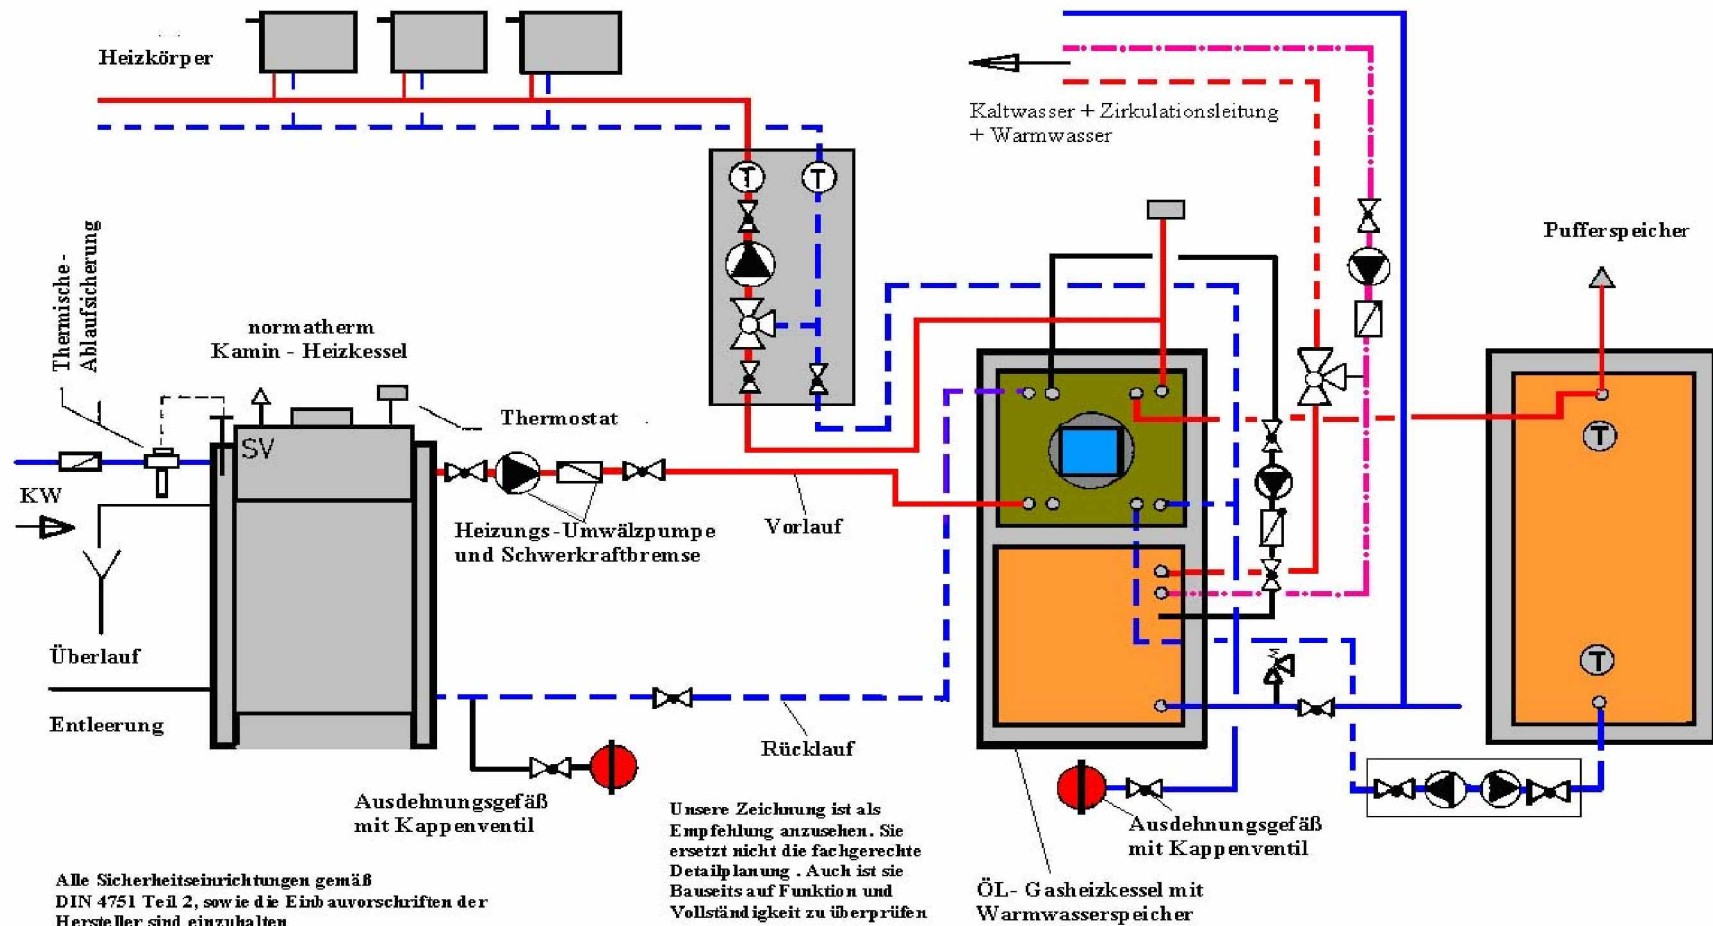 Heizkörper
Kaltwasser + Zirkulationsleitung
+ Warmwasser
T
T
Pufferspeicher
Thermische-
Ablaufsicherung
normatherm
Kamin - Heizkessel
Thermostat
SV
T
KW
Heizungs-Umwälzpumpe
und Schwerkraftbremse
Vorlauf
Überlauf
T
Entleerung
Rücklauf
Ausdehnungsgefäß
mit Kappenventil
Unsere Zeichnung ist als
Empfehlung anzusehen. Sie
ersetzt nicht die fachgerechte
Detailplanung . Auch ist sie
Bauseits auf Funktion und
Vollständigkeit zu überprüfen
Ausdehnungsgefäß
mit Kappenventil
ÖL- Gasheizkessel mit
Warmwasserspeicher
Alle Sicherheitseinrichtungen gemäß
DIN 4751 Teil 2, sowie die Einbauvorschriften der
Hersteller sind einzuhalten